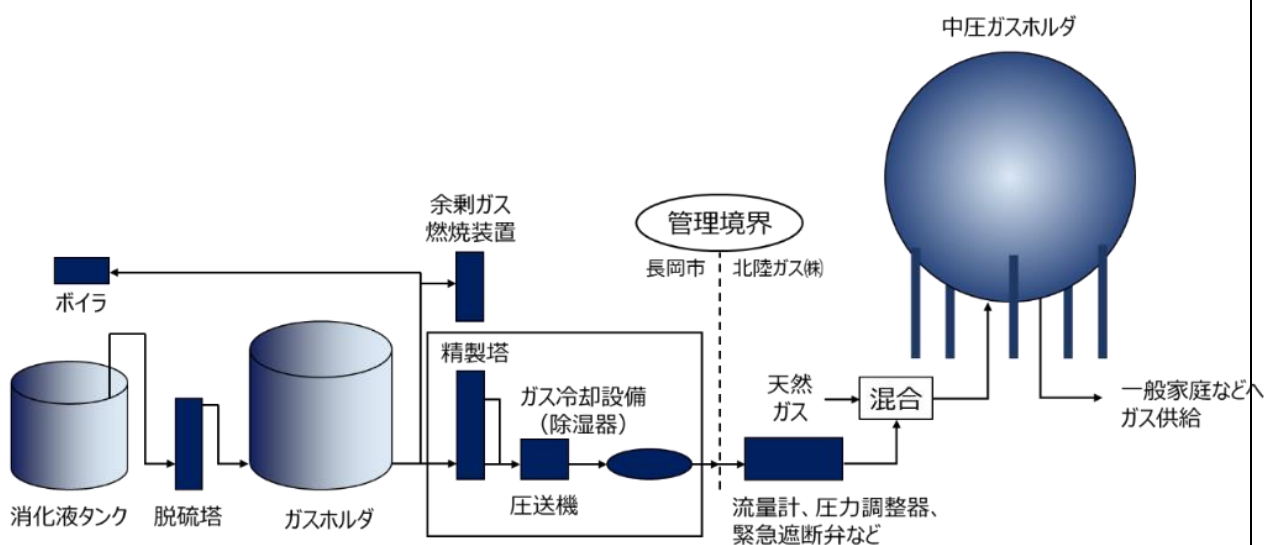 中圧ガスホルダ
余剰ガス
燃焼装置
管理境界
長岡市
北陸ガス㈱
ボイラ
精製塔
ガス冷却設備
（除湿器）
天然
ガス
混合
一般家庭などへ
ガス供給
消化液タンク
脱硫塔
ガスホルダ
圧送機
流量計、圧力調整器、
緊急遮断弁など